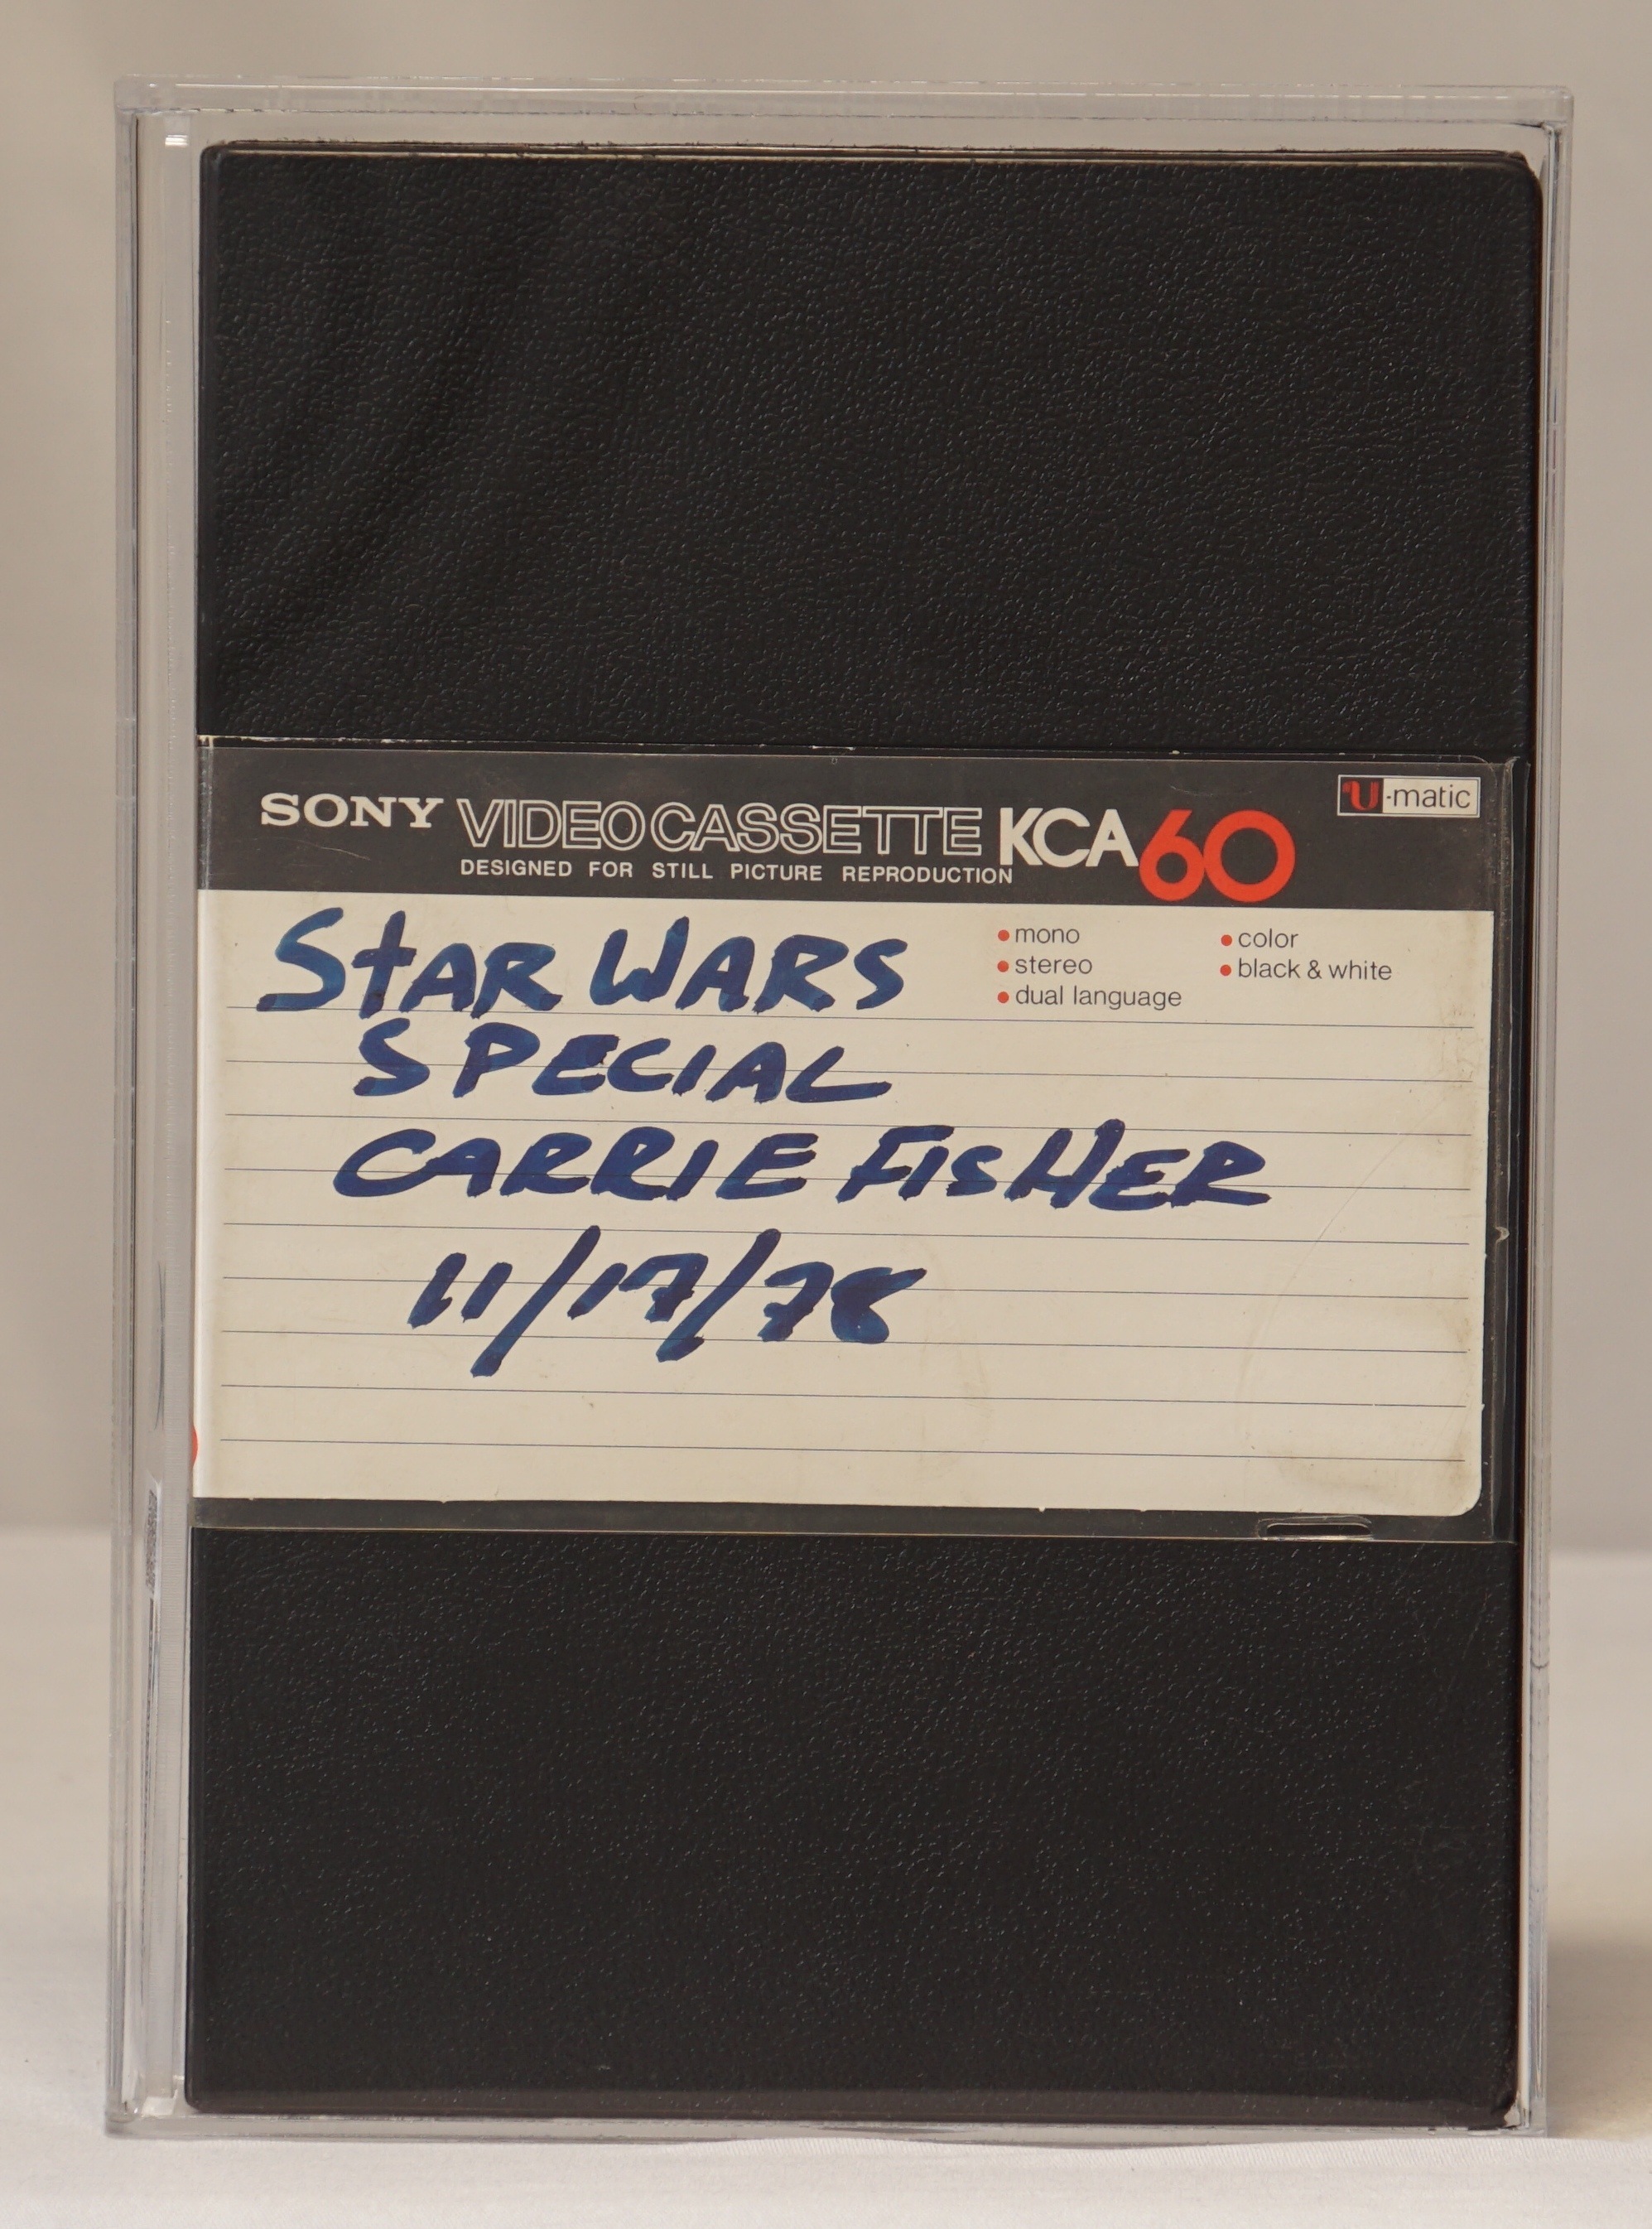 SONY VIDEOCASSETTE KCA60
U-matic
DESIGNED FOR STILL PICTURE REPRODUCTION
• mono
• stereo
• dual language
• color
• black & white
StAR WARS
SPECIAL
CARRIE FISHER
11/17/78